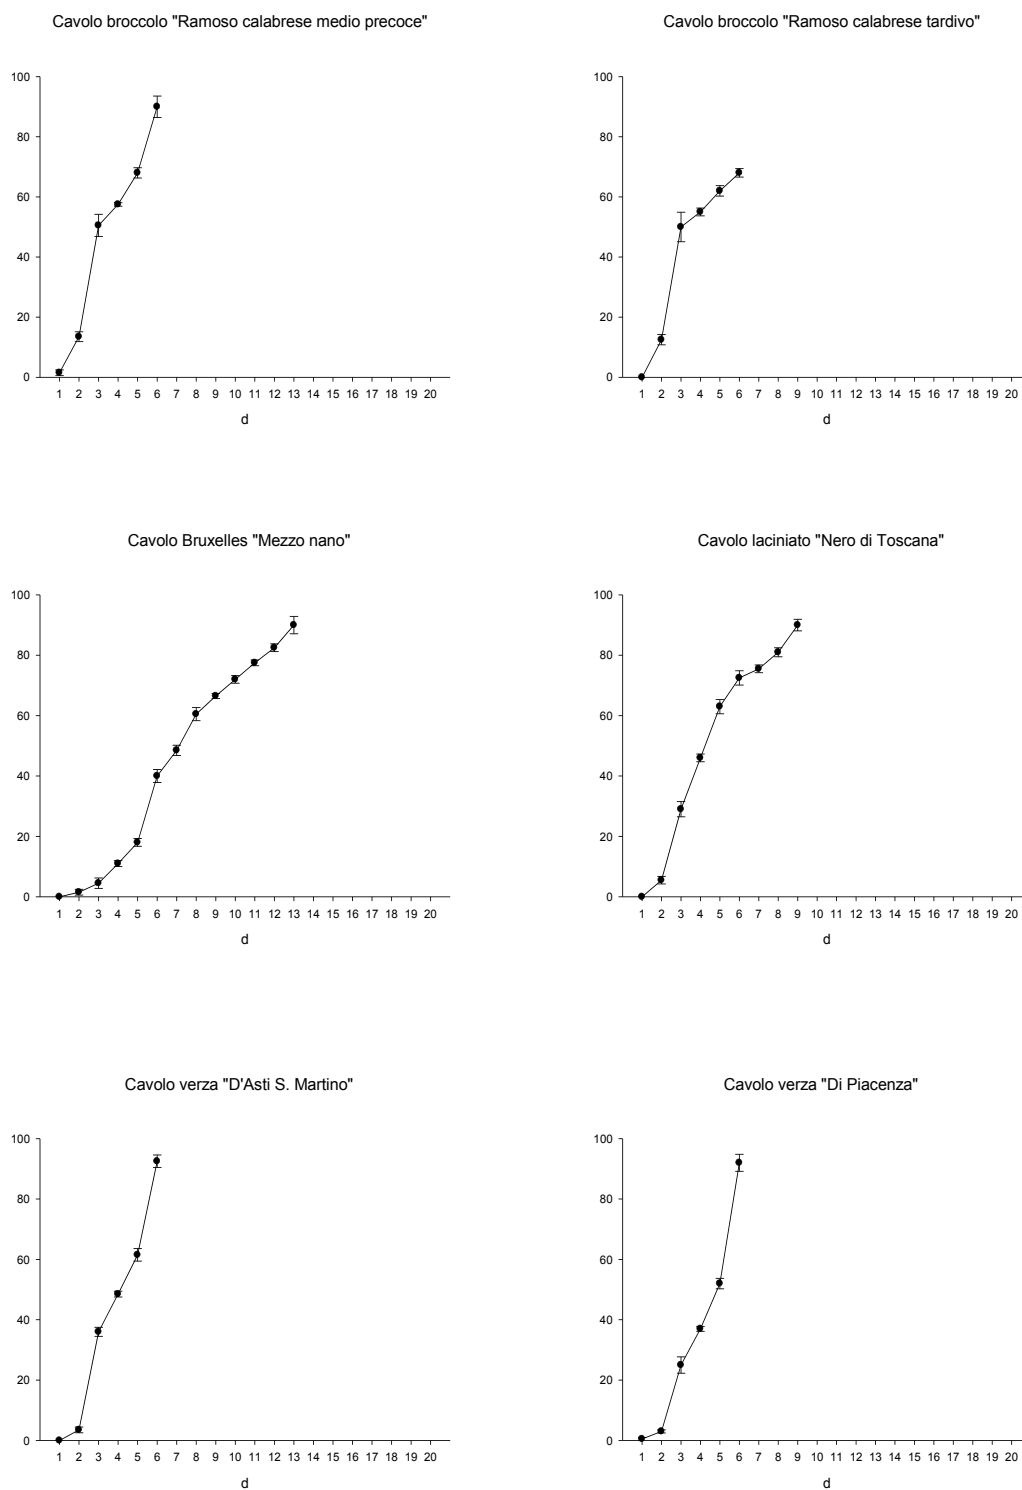 Cavolo broccolo "Ramoso calabrese medio precoce"
100
80
60
40
20
0
1 2 3 4 5 6 7 8 9 10 11 12 13 14 15 16 17 18 19 20
d
Cavolo broccolo "Ramoso calabrese tardivo"
100
80
60
40
20
0
1 2 3 4 5 6 7 8 9 10 11 12 13 14 15 16 17 18 19 20
d
Cavolo Bruxelles "Mezzo nano"
100
80
60
40
20
0
1 2 3 4 5 6 7 8 9 10 11 12 13 14 15 16 17 18 19 20
d
Cavolo laciniato "Nero di Toscana"
100
80
60
40
20
0
1 2 3 4 5 6 7 8 9 10 11 12 13 14 15 16 17 18 19 20
d
Cavolo verza "D'Asti S. Martino"
100
80
60
40
20
0
1 2 3 4 5 6 7 8 9 10 11 12 13 14 15 16 17 18 19 20
d
Cavolo verza "Di Piacenza"
100
80
60
40
20
0
1 2 3 4 5 6 7 8 9 10 11 12 13 14 15 16 17 18 19 20
d